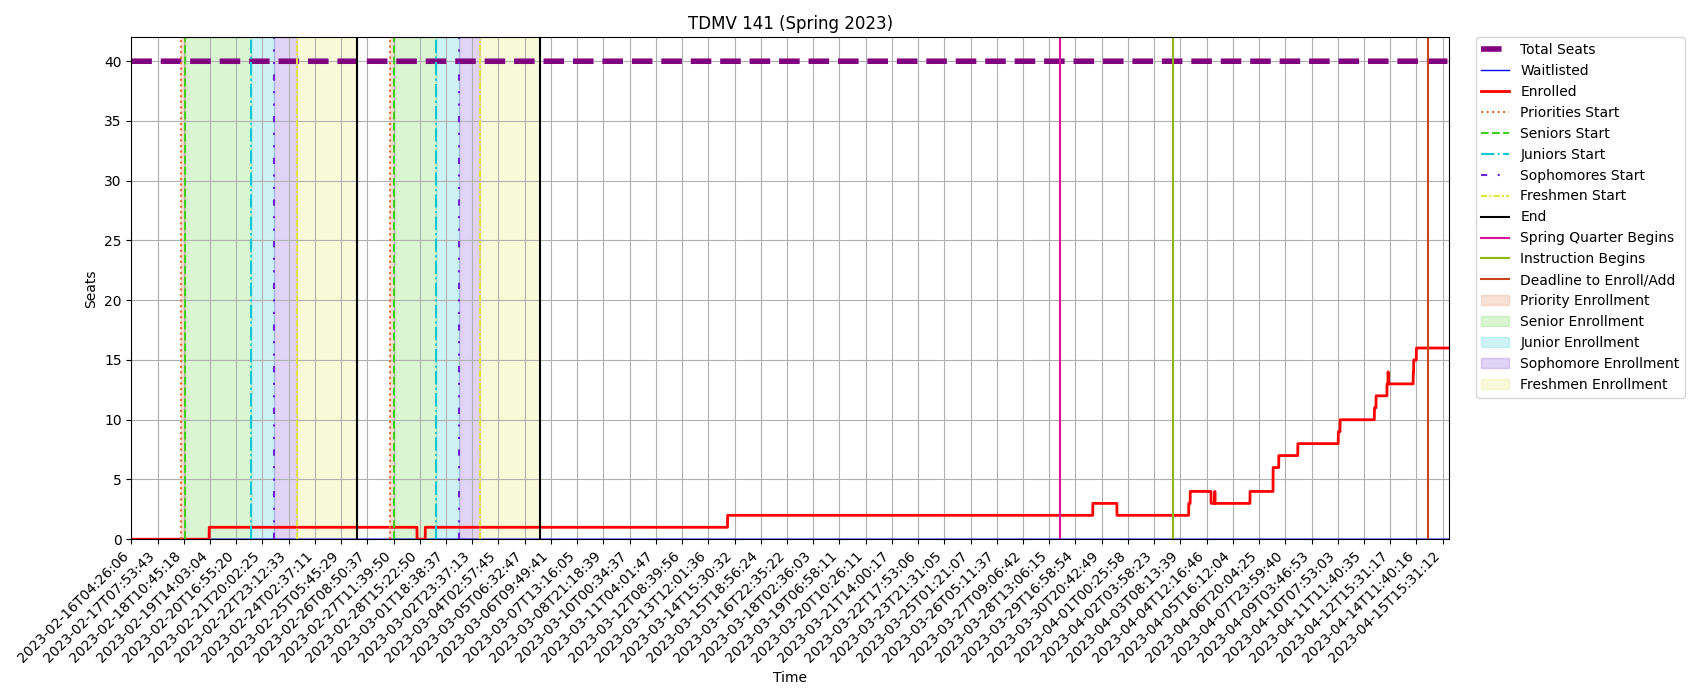 TDMV 141 (Spring 2023)
Seats
40
35
30
25
20
15
10
5
0
2023-02-16T04:26:06
2023-02-17T07:53:43
2023-02-18T10:45:18
2023-02-19T14:03:04
2023-02-20T16:55:20
2023-02-21T20:02:25
2023-02-22T23:12:33
2023-02-24T02:37:11
2023-02-25T05:45:29
2023-02-26T08:50:37
2023-02-27T11:39:50
2023-02-28T15:22:50
2023-03-01T18:38:37
2023-03-02T23:37:13
2023-03-04T02:57:45
2023-03-05T06:32:47
2023-03-06T09:49:41
2023-03-07T13:16:05
2023-03-08T21:18:39
2023-03-10T00:34:37
2023-03-11T04:01:47
2023-03-12T08:39:56
2023-03-13T12:01:36
2023-03-14T15:30:32
2023-03-15T18:56:24
2023-03-16T22:35:22
2023-03-18T02:36:03
2023-03-19T06:58:11
2023-03-20T10:26:11
2023-03-21T14:00:17
2023-03-22T17:53:06
2023-03-23T21:31:05
2023-03-25T01:21:07
2023-03-26T05:11:37
2023-03-27T09:06:42
2023-03-28T13:06:15
2023-03-29T16:58:54
2023-03-30T20:42:49
2023-04-01T00:25:58
2023-04-02T03:58:23
2023-04-03T08:13:39
2023-04-04T12:16:46
2023-04-05T16:12:04
2023-04-06T20:04:25
2023-04-07T23:59:40
2023-04-09T03:46:53
2023-04-10T07:53:03
2023-04-11T11:40:35
2023-04-12T15:31:17
2023-04-14T11:40:16
2023-04-15T15:31:12
Time
Total Seats
Waitlisted
Enrolled
Priorities Start
Seniors Start
Juniors Start
Sophomores Start
Freshmen Start
End
Spring Quarter Begins
Instruction Begins
Deadline to Enroll/Add
Priority Enrollment
Senior Enrollment
Junior Enrollment
Sophomore Enrollment
Freshmen Enrollment